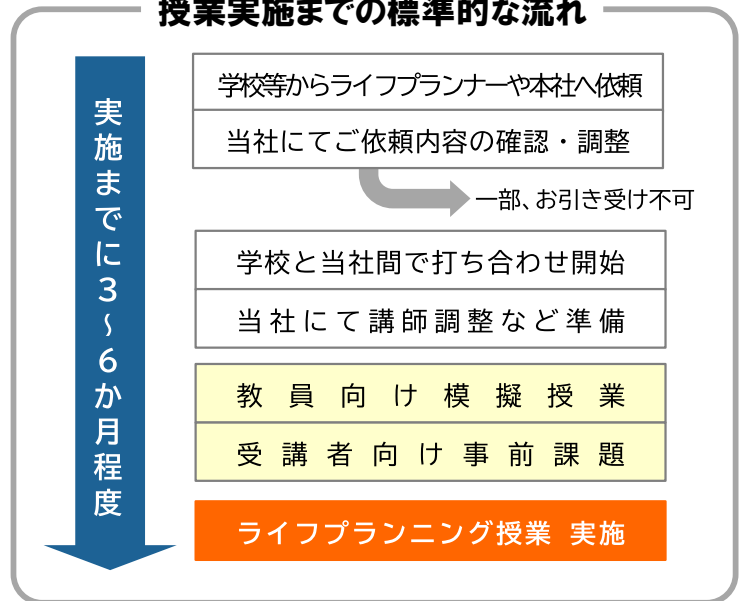 授業実施までの標準的な流れ
実施までに3~6か月程度
学校等からライフプランナーや本社へ依頼
当社にてご依頼内容の確認・調整
一部、お引き受け不可
学校と当社間で打ち合わせ開始
当社にて講師調整など準備
教員向け模擬授業
受講者向け事前課題
ライフプランニング授業 実施